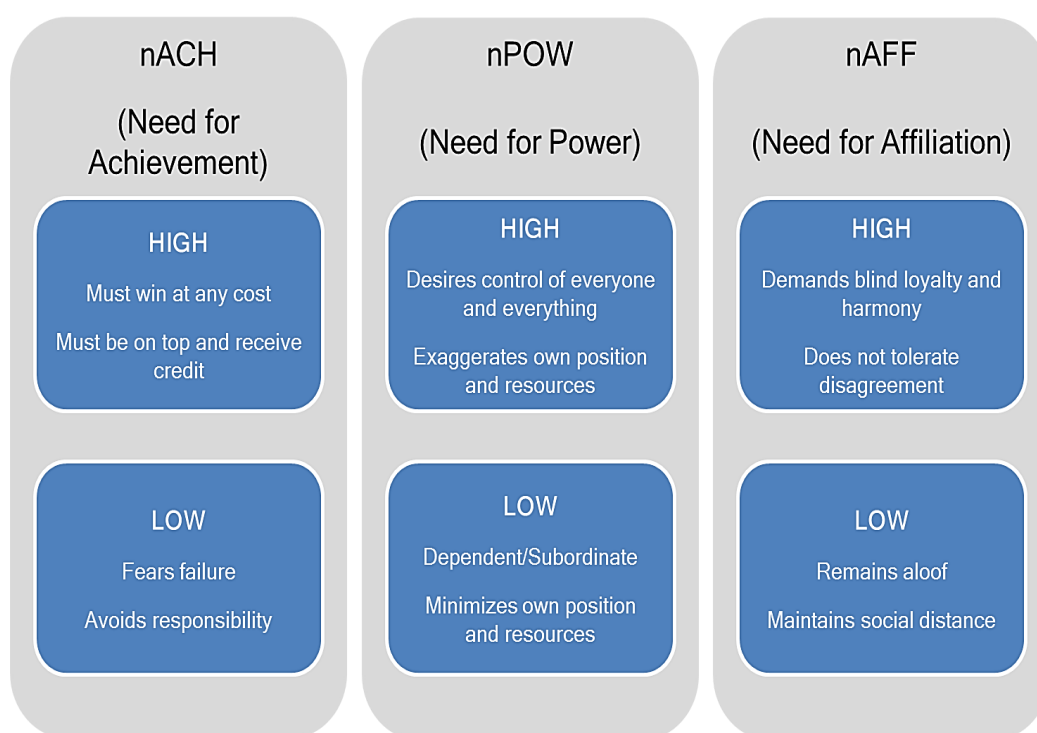 nACH
(Need for
Achievement)
HIGH
Must win at any cost
Must be on top and receive
credit
LOW
Fears failure
Avoids responsibility
nPOW
(Need for Power)
HIGH
Desires control of everyone
and everything
Exaggerates own position
and resources
LOW
Dependent/Subordinate
Minimizes own position
and resources
nAFF
(Need for Affiliation)
HIGH
Demands blind loyalty and
harmony
Does not tolerate
disagreement
LOW
Remains aloof
Maintains social distance